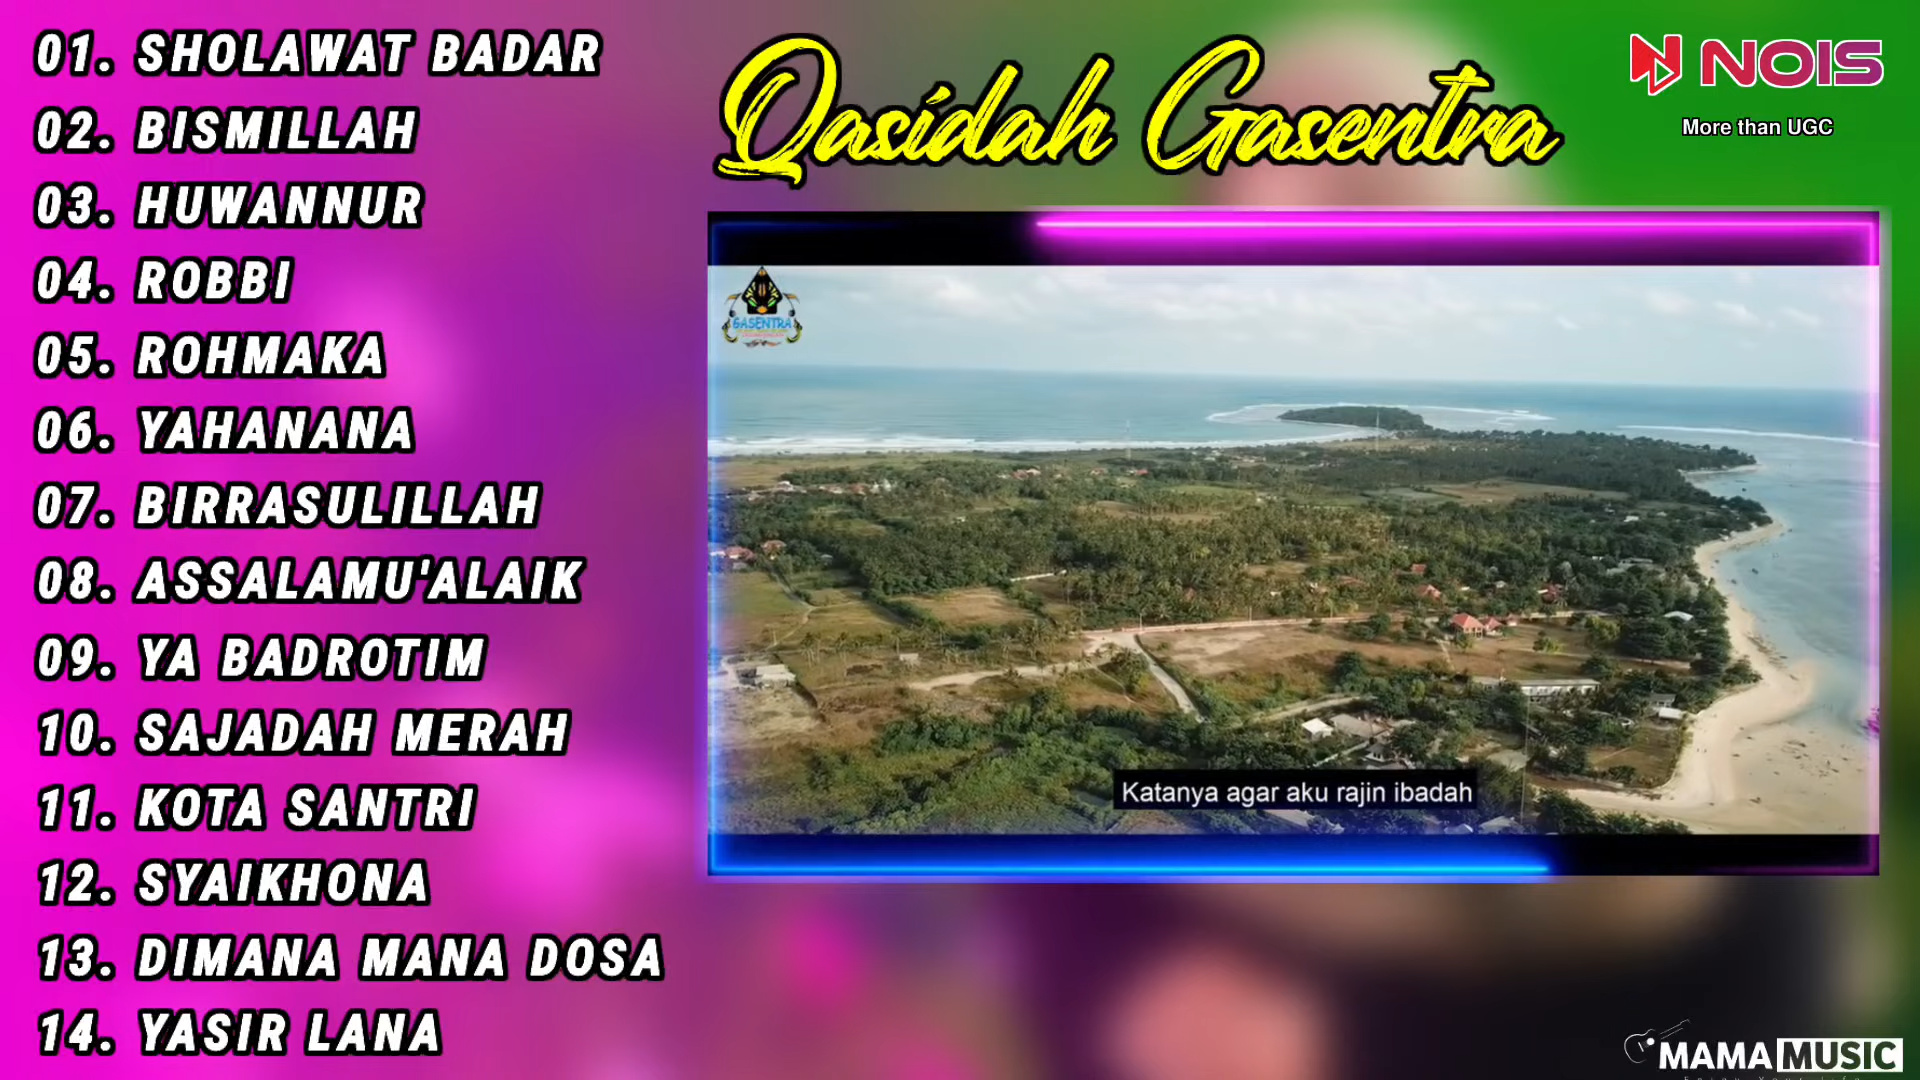 01. SHOLAWAT BADAR
02. BISMILLAH
03. HUWANNUR
04. ROBBI
05. ROHMAKA
06. YAHANANA
07. BIRRASULILLAH
08. ASSALAMU'ALAIK
09. YA BADROTIM
10. SAJADAH MERAH
11. KOTA SANTRI
12. SYAIKHONA
13. DIMANA MANA DOSA
14. YASIR LANA
Qasidah Gasentra
NOIS
More than UGC
GASENTRA
Katanya agar aku rajin ibadah
MAMA MUSIC